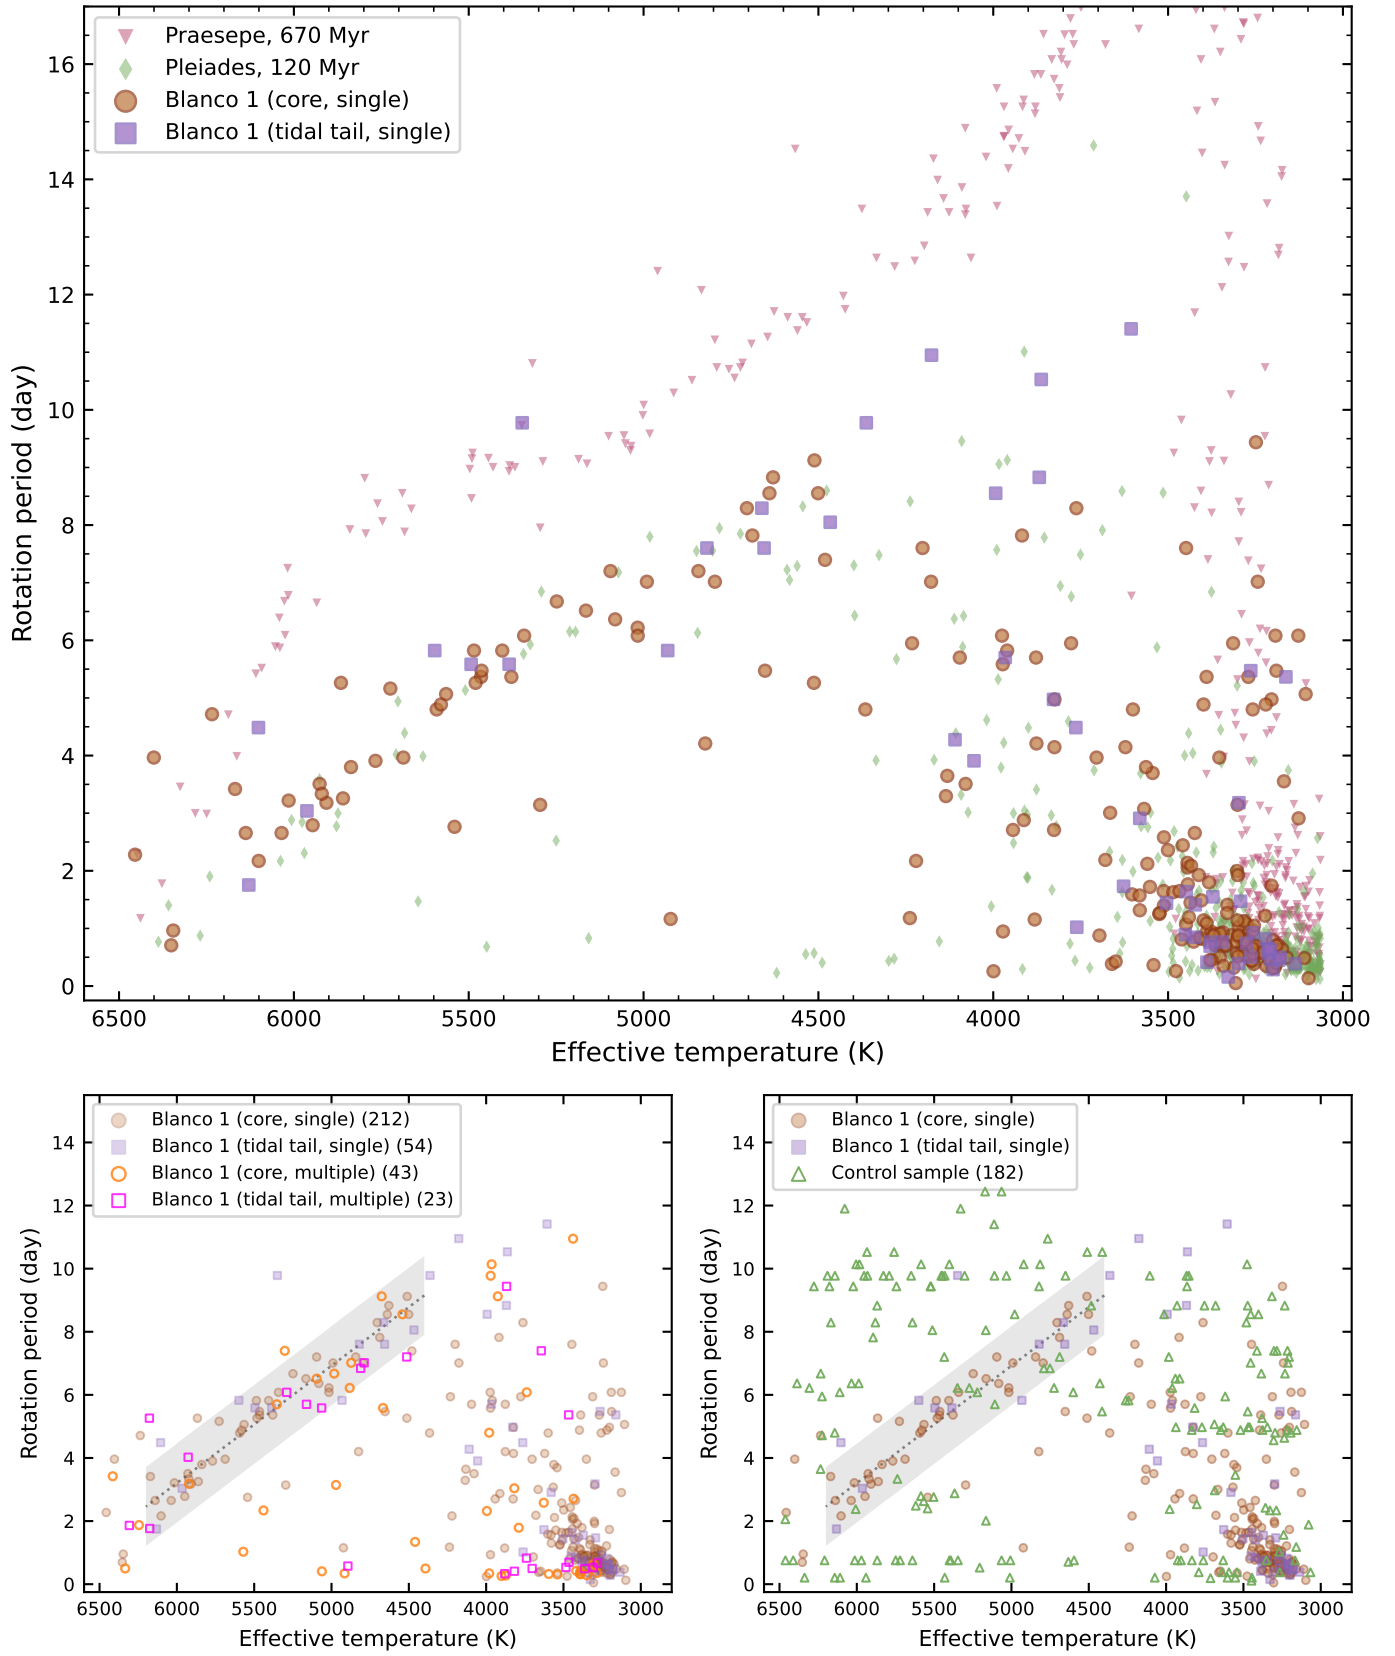 Praesepe, 670 Myr
Pleiades, 120 Myr
Blanco 1 (core, single)
Blanco 1 (tidal tail, single)
Rotation period (day)
16
14
12
10
8
6
4
2
0
6500 6000 5500 5000 4500 4000 3500 3000
Effective temperature (K)
Blanco 1 (core, single) (212)
Blanco 1 (tidal tail, single) (54)
Blanco 1 (core, multiple) (43)
Blanco 1 (tidal tail, multiple) (23)
Rotation period (day)
14
12
10
8
6
4
2
0
6500 6000 5500 5000 4500 4000 3500 3000
Effective temperature (K)
Blanco 1 (core, single)
Blanco 1 (tidal tail, single)
Control sample (182)
Rotation period (day)
14
12
10
8
6
4
2
0
6500 6000 5500 5000 4500 4000 3500 3000
Effective temperature (K)